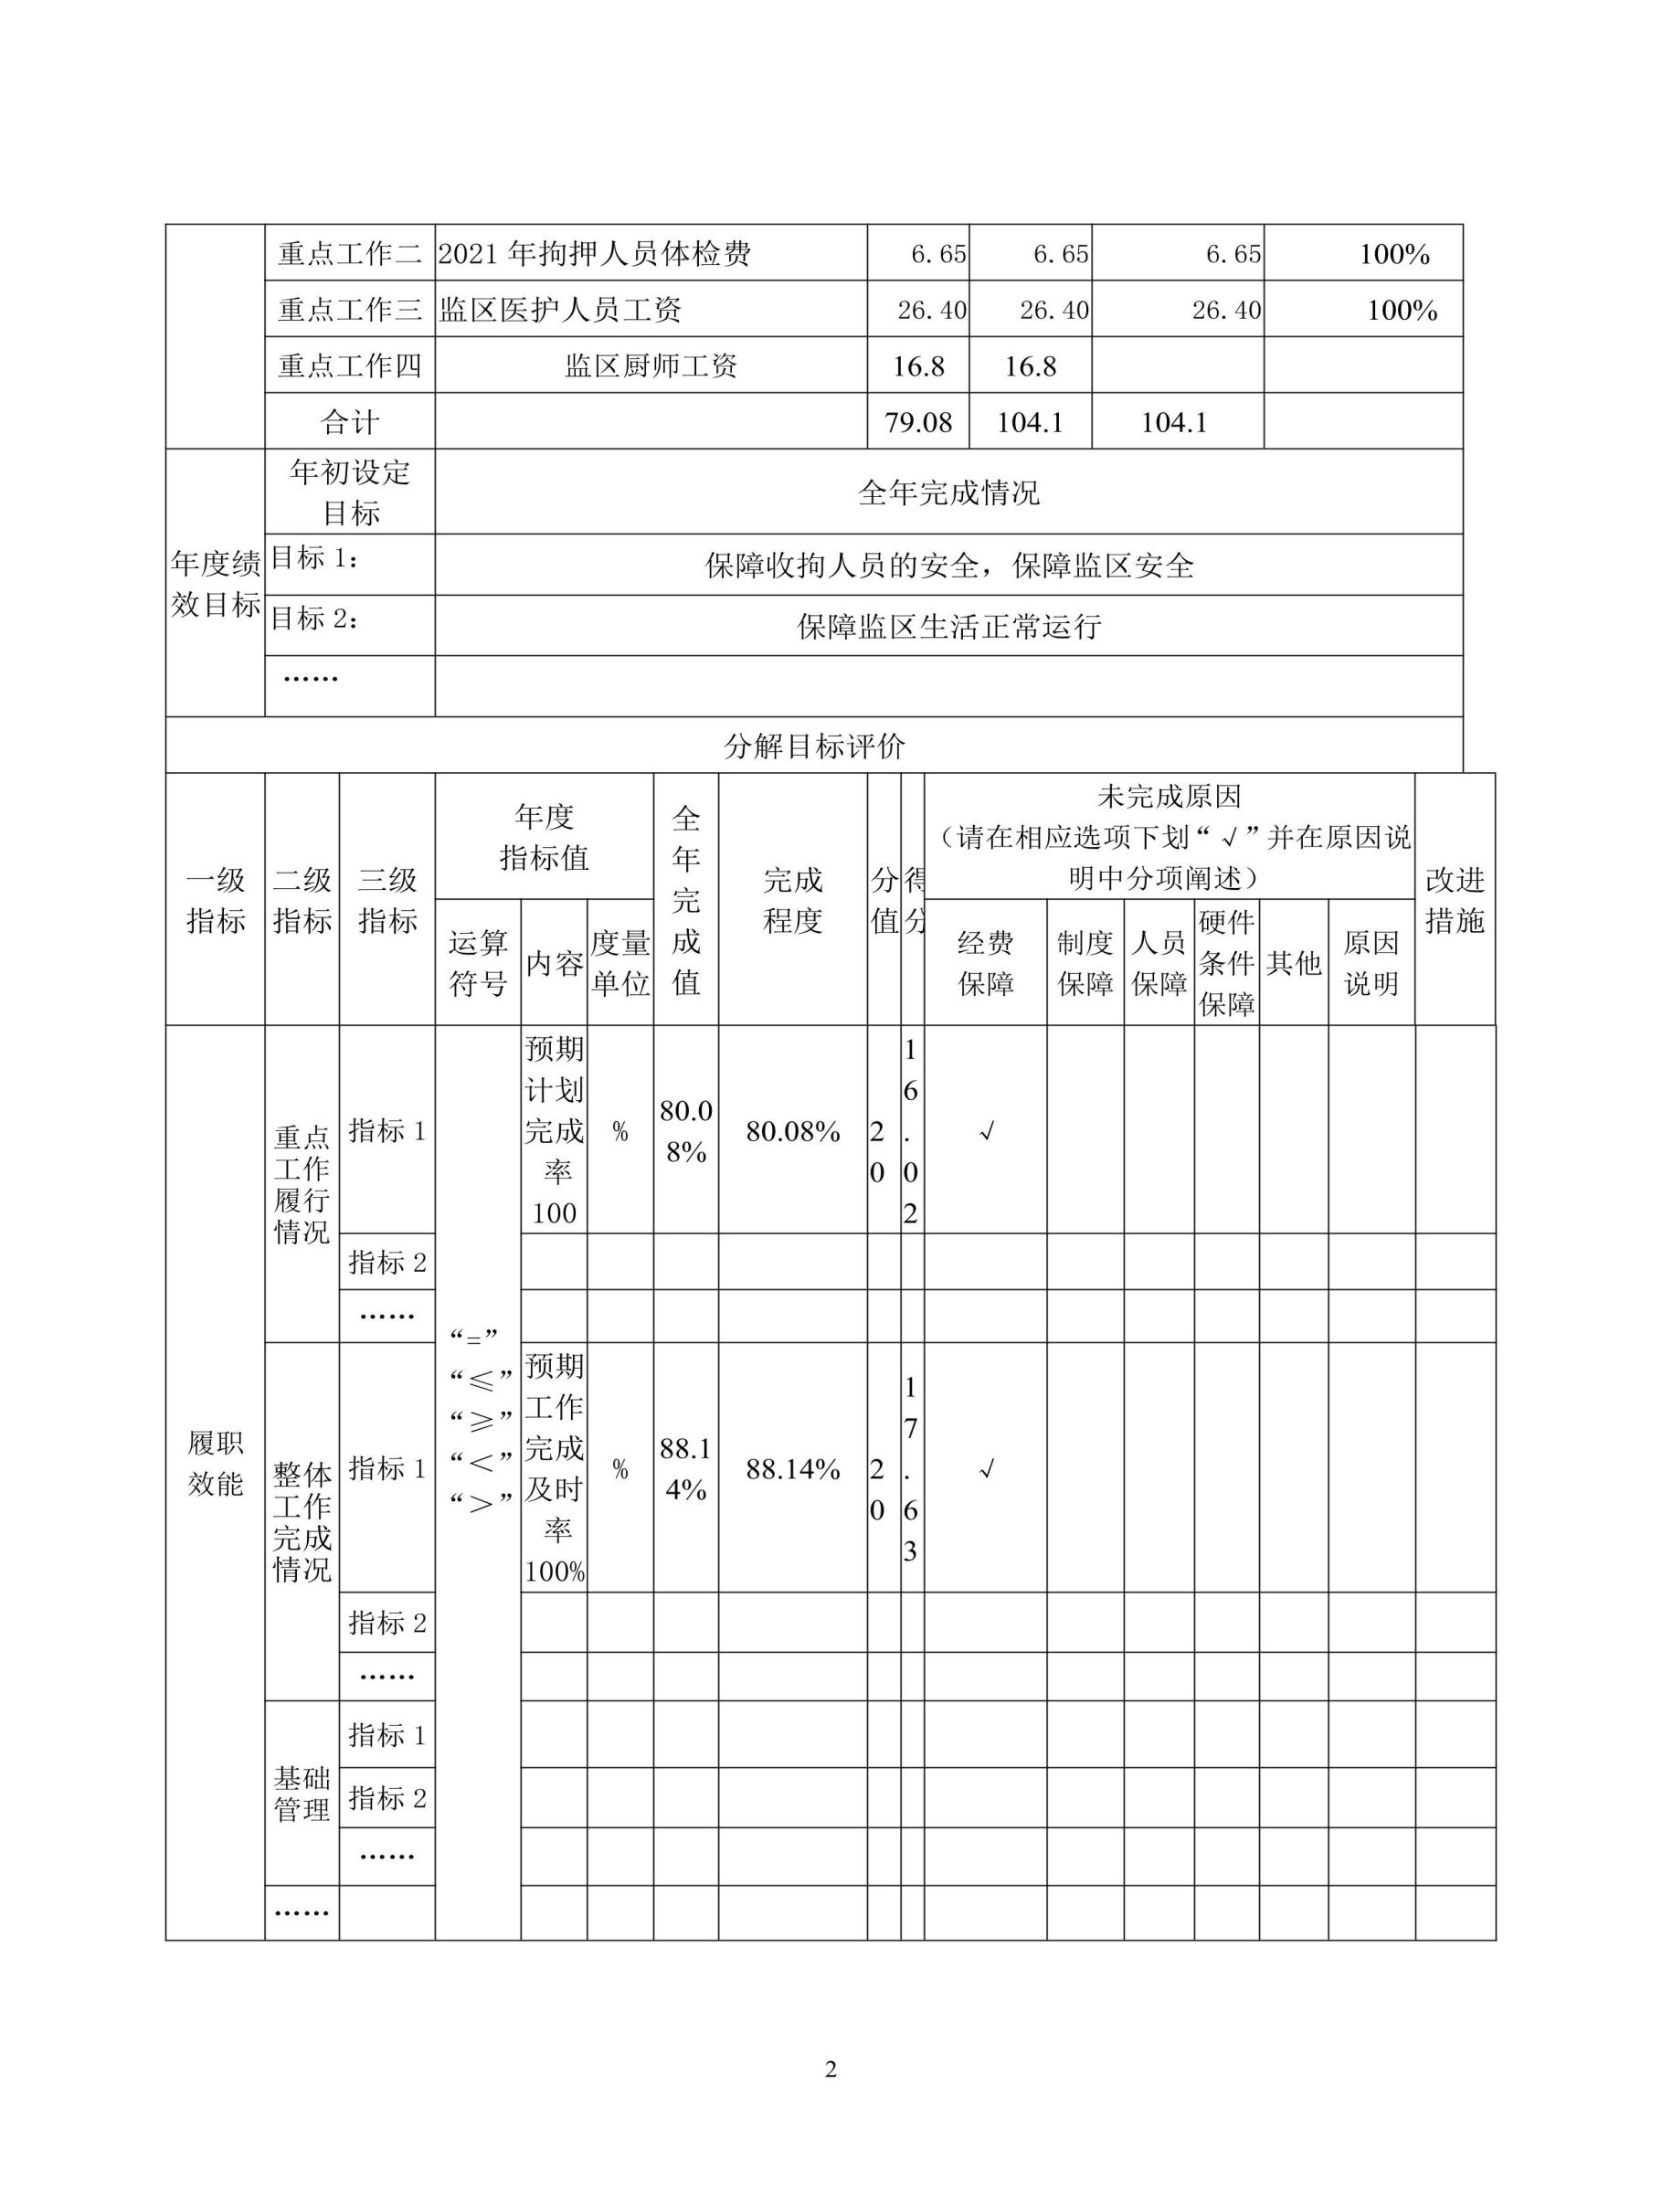 重点工作二 2021 年拘押人员体检费 6.65 6.65 6.65 100%
重点工作三 监区医护人员工资 26.40 26.40 26.40 100%
重点工作四 监区厨师工资 16.8 16.8
合计 79.08 104.1 104.1
年度绩
效目标
年初设定
目标
全年完成情况
目标 1：
保障收拘人员的安全，保障监区安全
目标 2：
保障监区生活正常运行
……
分解目标评价
一级
指标
二级
指标
三级
指标
年度
指标值
运算
符号
内容
度量
单位
全
年
完
成
值
完成
程度
分
值
得
分
未完成原因
（请在相应选项下划“√”并在原因说
明中分项阐述）
经费
保障
制度
保障
人员
保障
硬件
条件
保障
其他
原因
说明
改进
措施
履职
效能
重点
工作
履行
情况
指标 1
“=”
“≤”
“≥”
“<”
“>”
预期
计划
完成
率
100
%
80.0
8%
80.08%
2
0
1
6
.
0
2
√
指标 2
……
整体
工作
完成
情况
指标 1
预期
工作
完成
及时
率
100%
%
88.1
4%
88.14%
2
0
1
7
.
6
3
√
指标 2
……
基础
管理
指标 1
指标 2
……
……
2